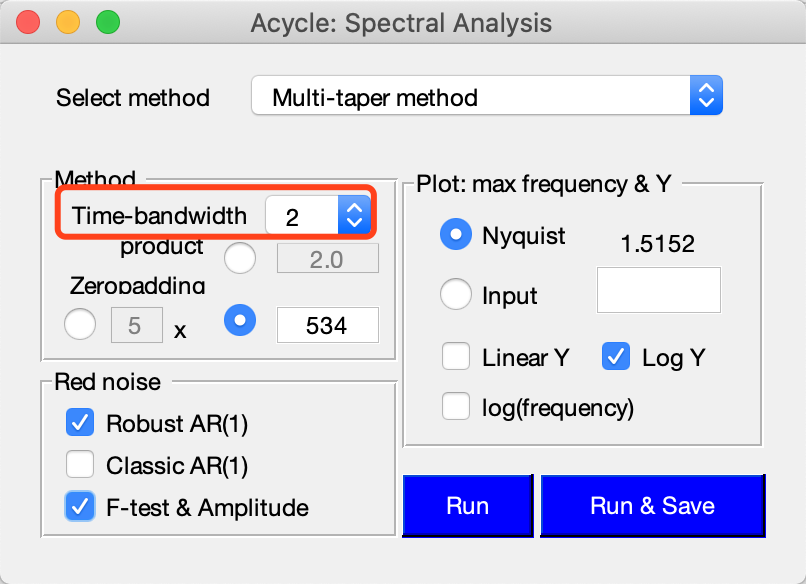 Acycle: Spectral Analysis
Select method
Multi-taper method
Method
Time-bandwidth
2
product
2.0
Zeropadding
5
x
534
Red noise
Robust AR(1)
Classic AR(1)
F-test & Amplitude
Plot: max frequency & Y
Nyquist
1.5152
Input
Linear Y
Log Y
log(frequency)
Run
Run & Save